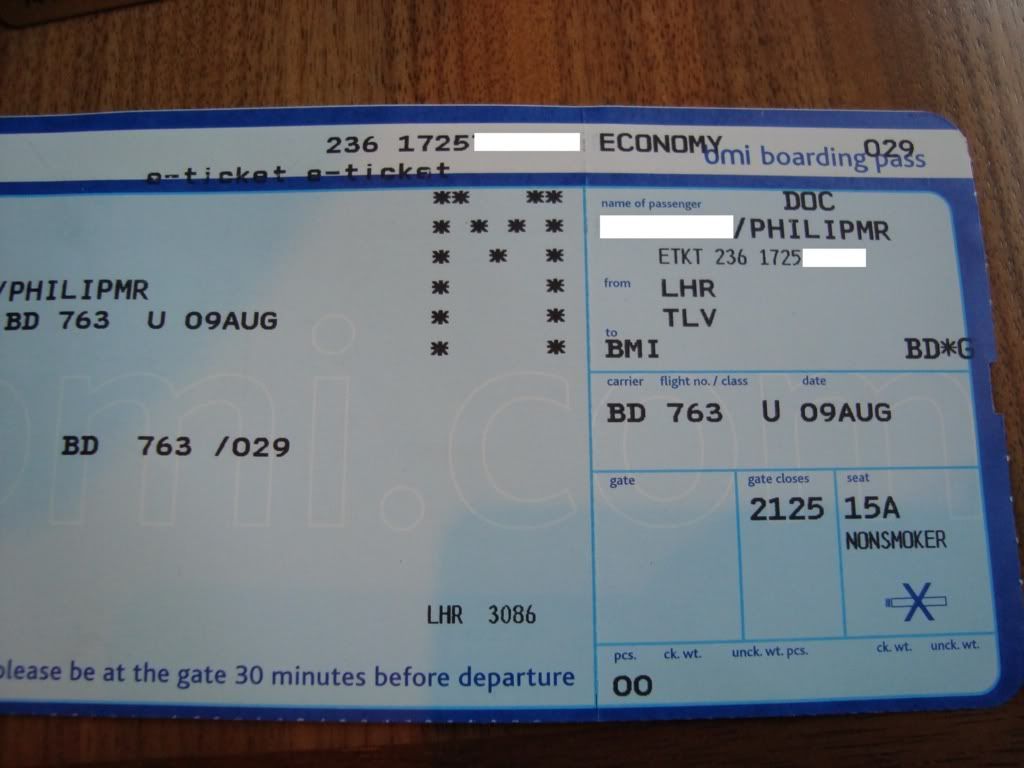 236 1725
e-ticket e-ticket
**   **
* * * *
*  *  *
*     *
*     *
*     *
/PHILIPMR
BD 763 U 09AUG
BD 763 /029
bmi.com
LHR 3086
please be at the gate 30 minutes before departure
ECONOMY 029
bmi boarding pass
DOC
name of passenger
/PHILIPMR
ETKT 236 1725
from LHR
TLV
to
BMI BD*G
carrier flight no. / class date
BD 763 U 09AUG
gate gate closes seat
2125 15A
NONSMOKER
pcs. ck. wt. unck. wt. pcs. ck. wt. unck. wt.
00